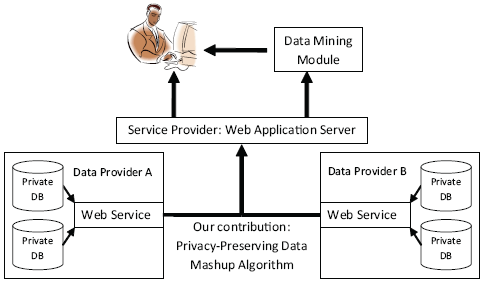 Data Mining
Module
Service Provider: Web Application Server
Data Provider A
Private
DB
Web Service
Private
DB
Our contribution:
Privacy-Preserving Data
Mashup Algorithm
Data Provider B
Private
DB
Web Service
Private
DB